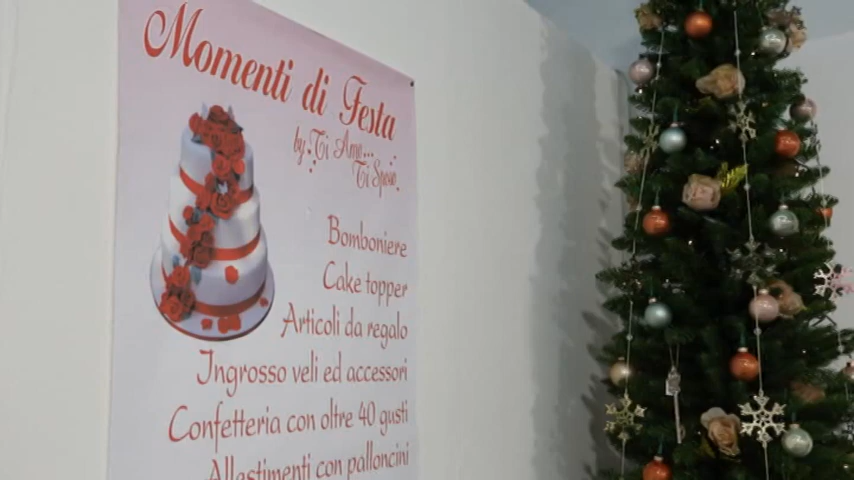 Momenti di Festa
by Ti Amo...
Ti Sposo
Bomboniere
Cake topper
Articoli da regalo
Ingrosso veli ed accessori
Confetteria con oltre 40 gusti
Allestimenti con palloncini